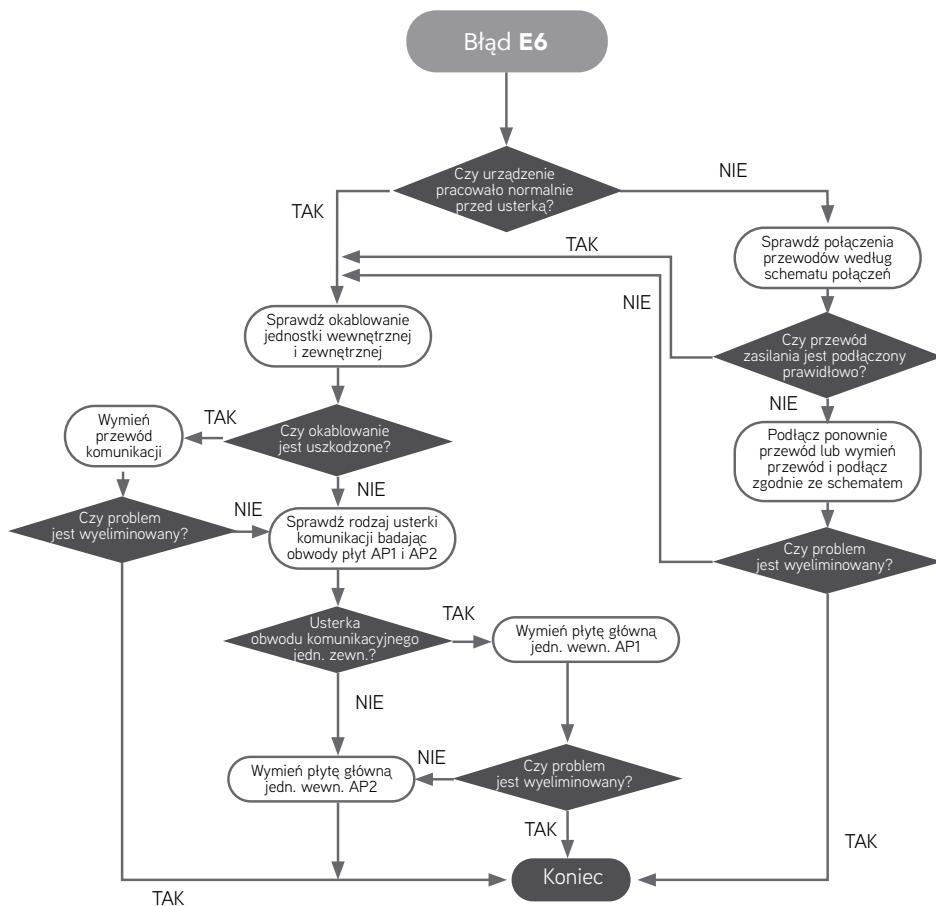 Błąd E6
Czy urządzenie
pracowało normalnie
przed usterką?
NIE
TAK
Sprawdź połączenia
przewodów według
schematu połączeń
TAK
NIE
Sprawdź okablowanie
jednostki wewnętrznej
i zewnętrznej
Czy przewód
zasilania jest podłączony
prawidłowo?
NIE
Wymień
przewód
komunikacji
TAK
Czy okablowanie
jest uszkodzone?
Podłącz ponownie
przewód lub wymień
przewód i podłącz
zgodnie ze schematem
NIE
Czy problem
jest wyeliminowany?
NIE
Sprawdź rodzaj usterki
komunikacji badając
obwody płyt AP1 i AP2
Czy problem
jest wyeliminowany?
Usterka
obwodu komunikacyjnego
jedn. zewn.?
TAK
Wymień płytę główną
jedn. wewn. AP1
NIE
Wymień płytę główną
jedn. wewn. AP2
NIE
Czy problem
jest wyeliminowany?
TAK
TAK
Koniec
TAK